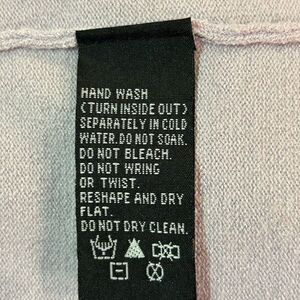 HAND WASH
(TURN INSIDE OUT)
SEPARATELY IN COLD
WATER. DO NOT SOAK.
DO NOT BLEACH.
DO NOT WRING
OR TWIST.
RESHAPE AND DRY
FLAT.
DO NOT DRY CLEAN.